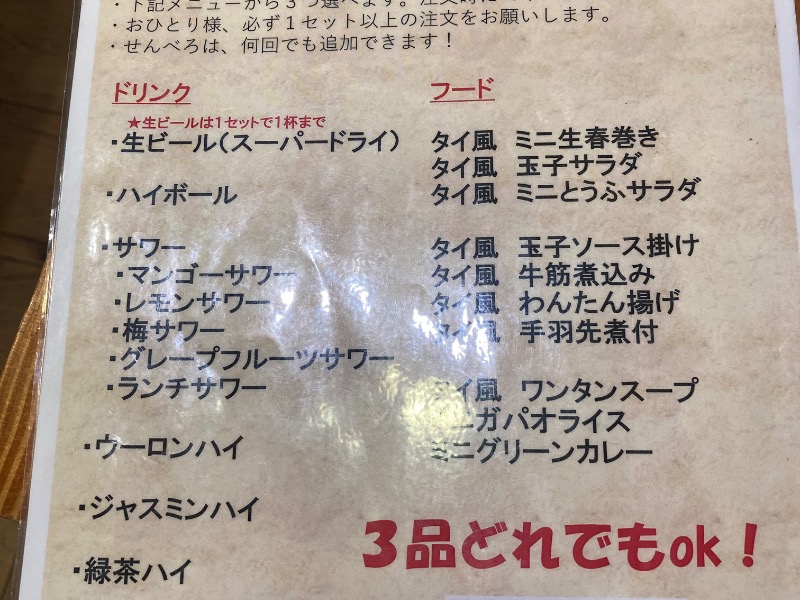 ・下記メニューから３つ選べます。
・おひとり様、必ず１セット以上の注文をお願いします。
・せんべろは、何回でも追加できます！
ドリンク
★生ビールは1セットで1杯まで
・生ビール（スーパードライ）
・ハイボール
・サワー
・マンゴーサワー
・レモンサワー
・梅サワー
・グレープフルーツサワー
・ランチサワー
・ウーロンハイ
・ジャスミンハイ
・緑茶ハイ
フード
タイ風 ミニ生春巻き
タイ風 玉子サラダ
タイ風 ミニとうふサラダ
タイ風 玉子ソース掛け
タイ風 牛筋煮込み
タイ風 わんたん揚げ
タイ風 手羽先煮付
タイ風 ワンタンスープ
ミニガパオライス
ミニグリーンカレー
３品どれでもok！